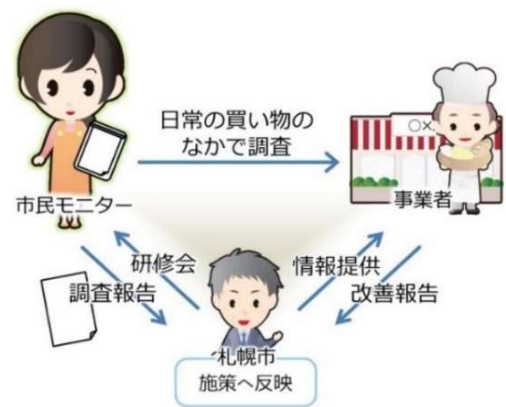 日常の買い物の
なかで調査
○×
市民モニター
事業者
研修会
情報提供
調査報告
改善報告
札幌市
施策へ反映